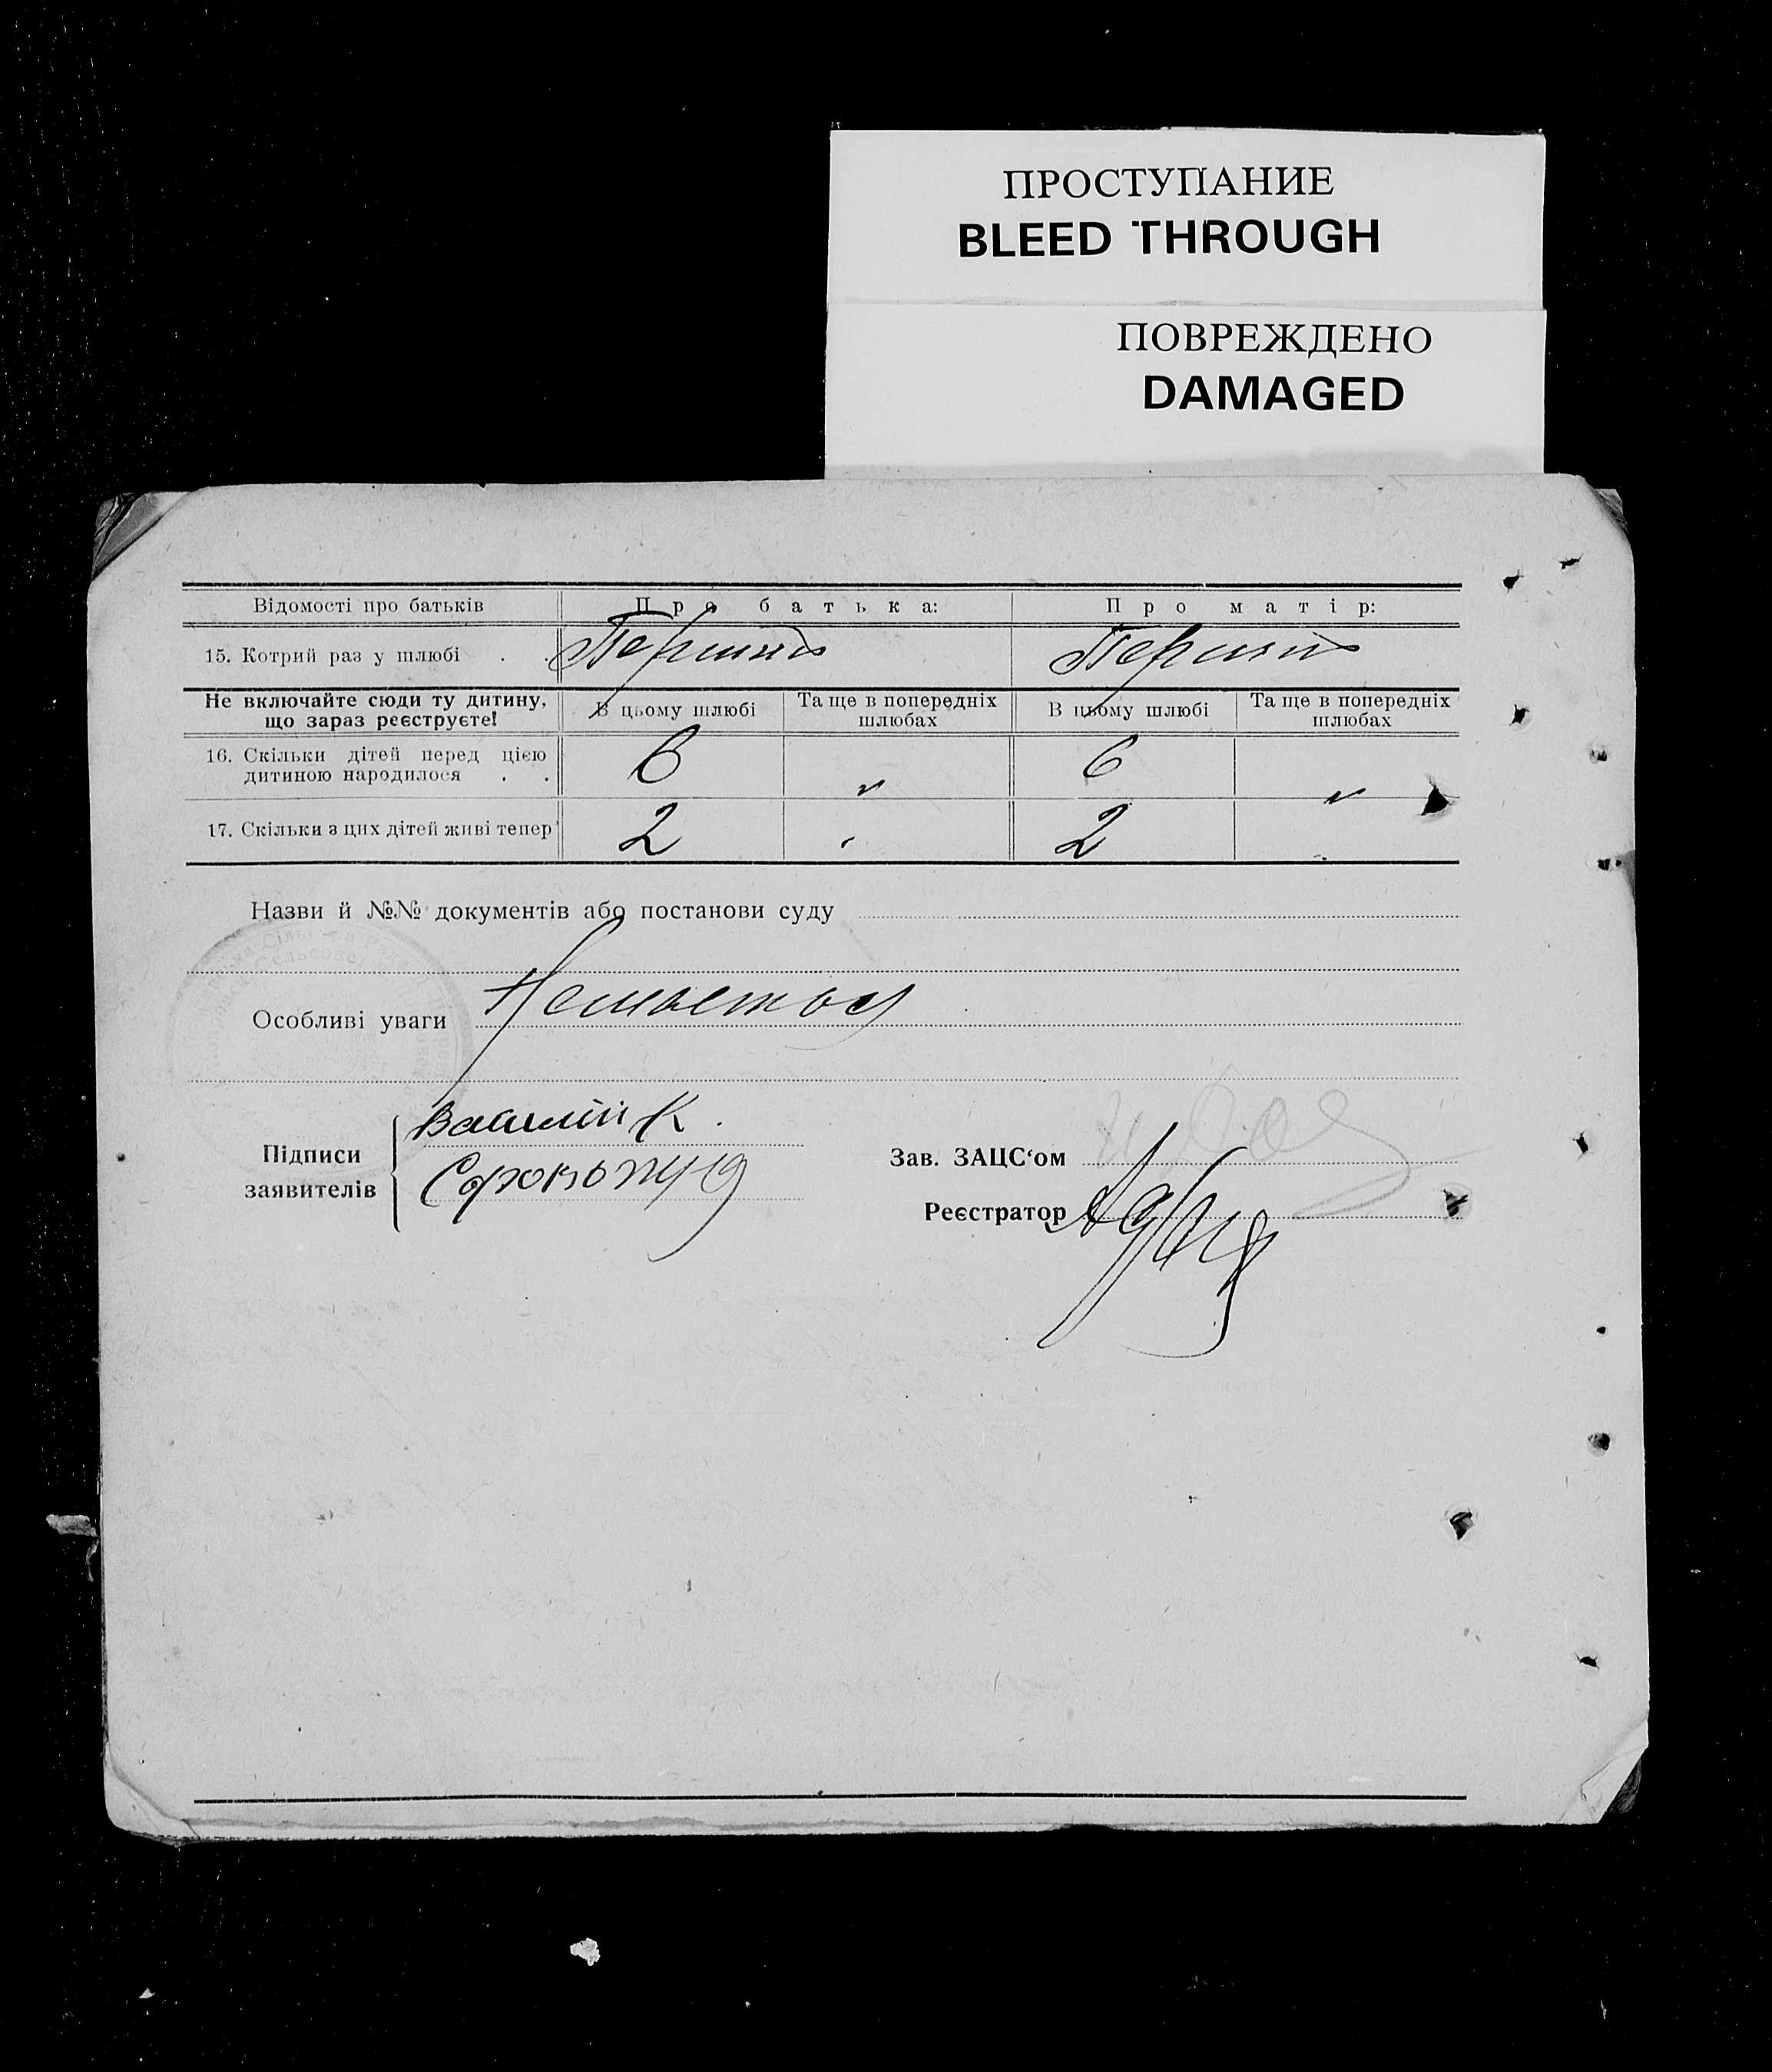 ПРОСТУПАНИЕ
BLEED THROUGH
ПОВРЕЖДЕНО
DAMAGED
Відомості про батьків Про батька: Про матір:
15. Котрий раз у шлюбі . . Перший Перший
Не включайте сюди ту дитину, що зараз реєструєте! В цьому шлюбі Та ще в попередніх шлюбах В цьому шлюбі Та ще в попередніх шлюбах
16. Скільки дітей перед цією дитиною народилося . . 6 " 6 "
17. Скільки з цих дітей живі тепер 2 2
Назви й №№ документів або постанови суду
Особливі уваги
Підписи заявителів
Зав. ЗАЦС'ом
Реєстратор